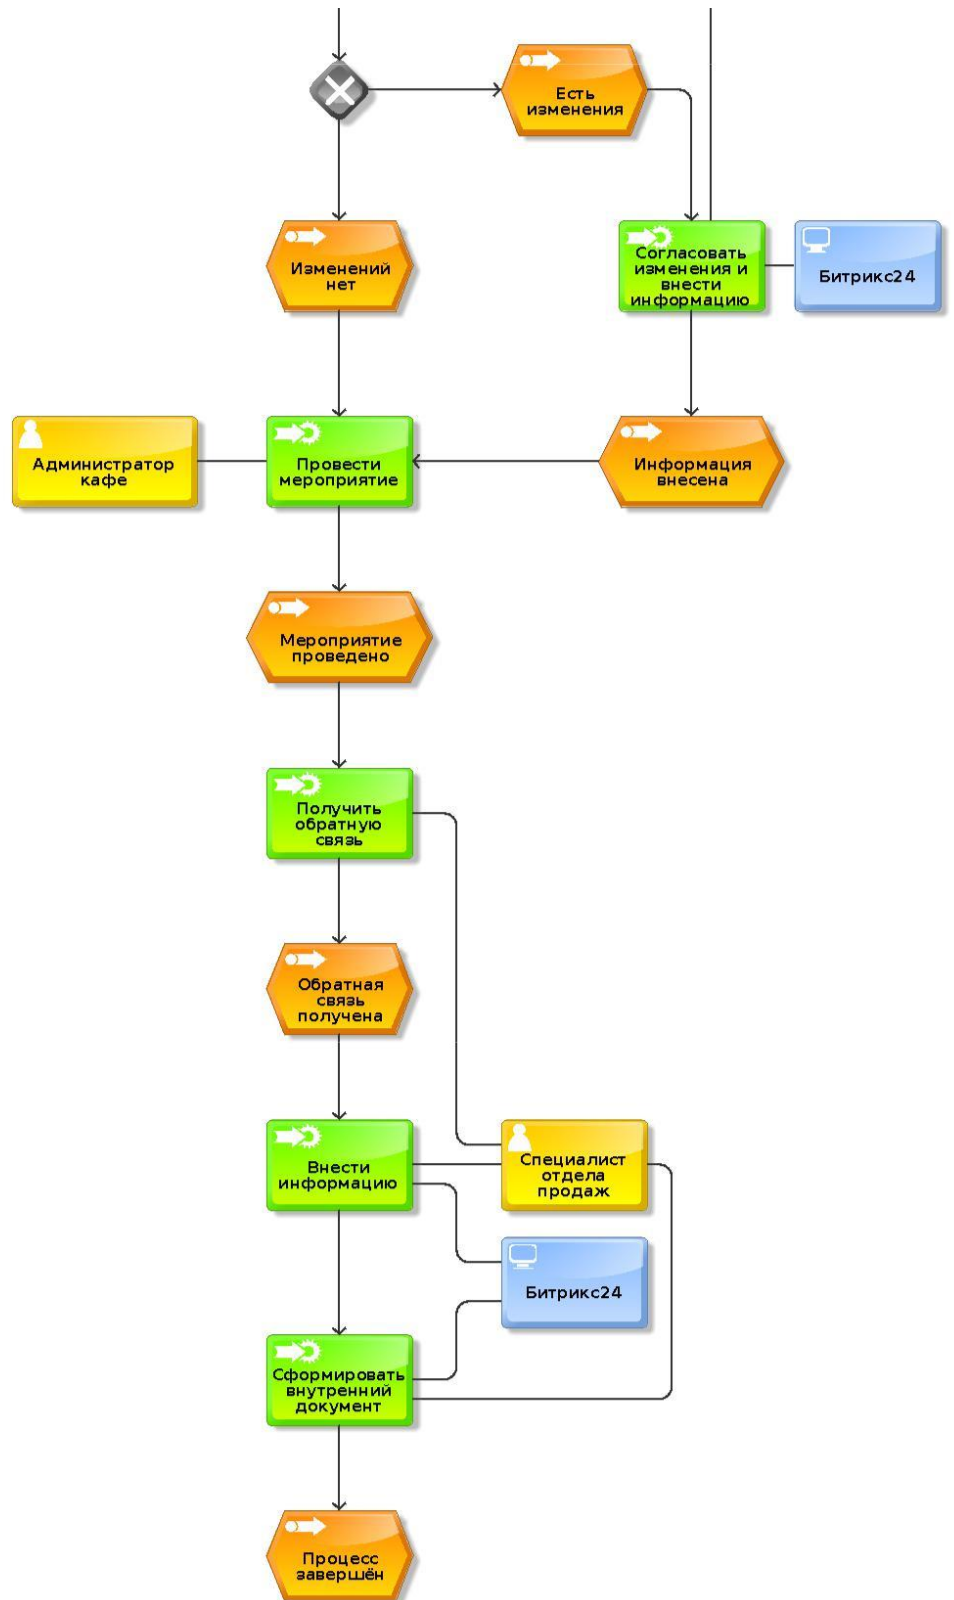 Есть
изменения
Изменений
нет
Согласовать
изменения и
внести
информацию
Битрикс24
Администратор
кафе
Провести
мероприятие
Информация
внесена
Мероприятие
проведено
Получить
обратную
связь
Обратная
связь
получена
Внести
информацию
Специалист
отдела
продаж
Битрикс24
Сформировать
внутренний
документ
Процесс
завершён